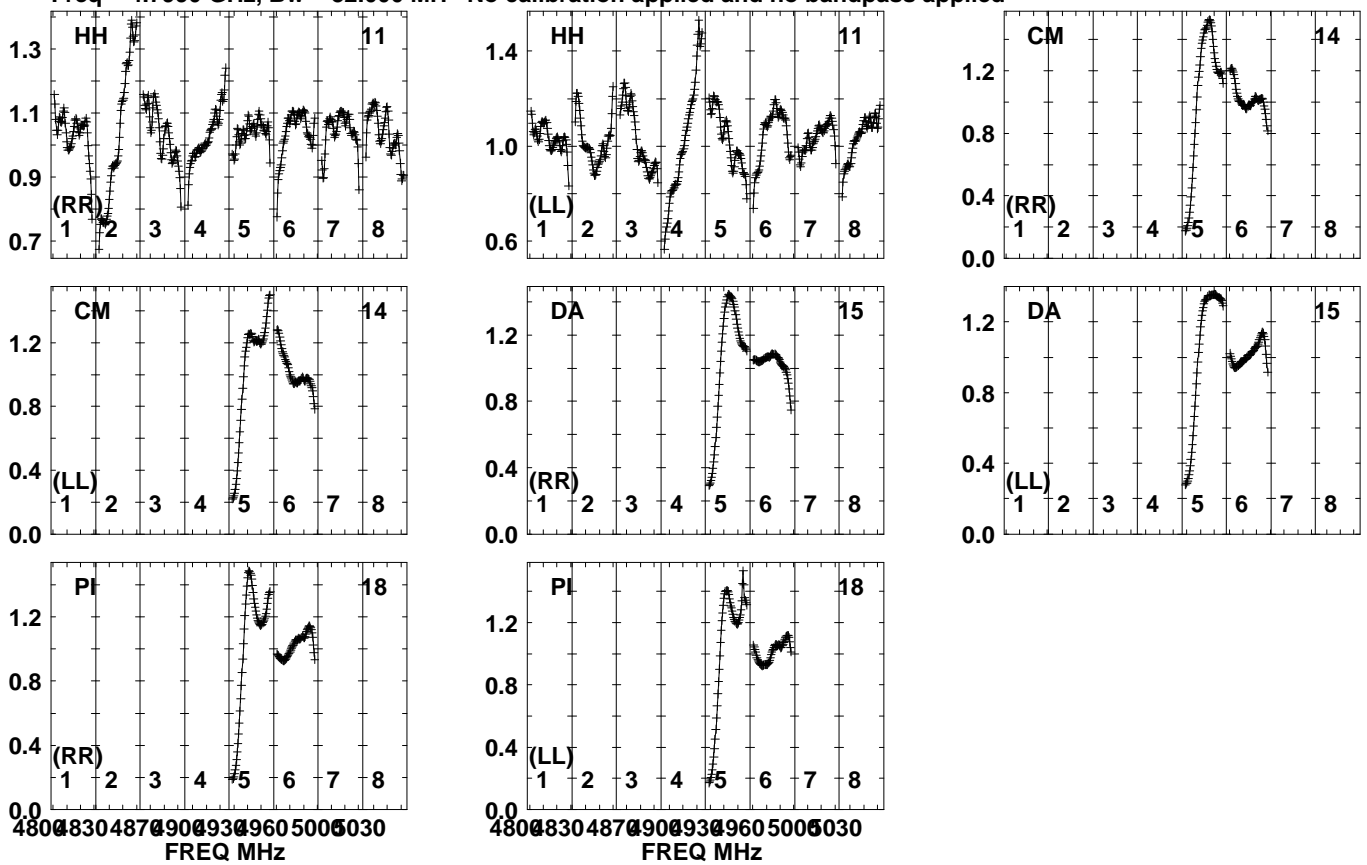 HH 11
1.3
1.1
0.9
0.7
(RR)
1 2 3 4 5 6 7 8
HH 11
1.4
1.0
0.6
(LL)
1 2 3 4 5 6 7 8
CM 14
1.2
0.8
0.4
0.0
(RR)
1 2 3 4 5 6 7 8
CM 14
1.2
0.8
0.4
0.0
(LL)
1 2 3 4 5 6 7 8
DA 15
1.2
0.8
0.4
0.0
(RR)
1 2 3 4 5 6 7 8
DA 15
1.2
0.8
0.4
0.0
(LL)
1 2 3 4 5 6 7 8
PI 18
1.2
0.8
0.4
0.0
(RR)
1 2 3 4 5 6 7 8
4800 4830 4870 4900 4930 4960 5000 5030
FREQ MHz
PI 18
1.2
0.8
0.4
0.0
(LL)
1 2 3 4 5 6 7 8
4800 4830 4870 4900 4930 4960 5000 5030
FREQ MHz